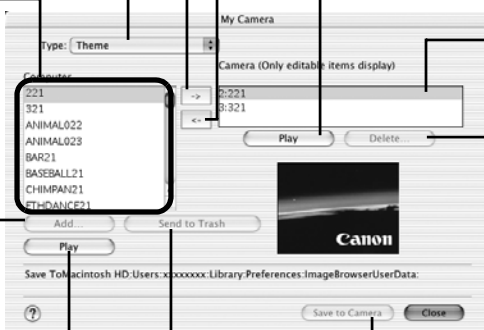 My Camera
Type: Theme
Computer
Camera (Only editable items display)
221
321
ANIMAL022
ANIMAL023
BAR21
BASEBALL21
CHIMPAN21
ETHDANCE21
->
<-
2:221
3:321
Play
Delete...
Add...
Send to Trash
Play
Canon
Save To Macintosh HD:Users:xxxxxxxx:Library:Preferences:ImageBrowserUserData:
?
Save to Camera
Close